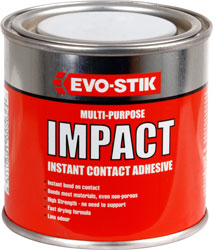 EVO-STIK
MULTI-PURPOSE
IMPACT
INSTANT CONTACT ADHESIVE
• Instant bond on contact
• Bonds most materials, even non-porous
• High Strength - no need to support
• Fast drying formula
• Low odour